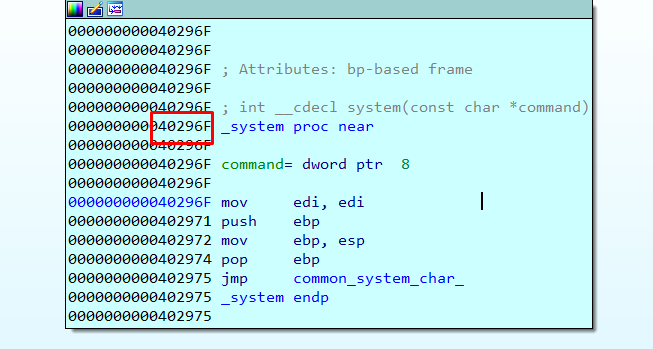 000000000040296F
000000000040296F
000000000040296F ; Attributes: bp-based frame
000000000040296F
000000000040296F ; int __cdecl system(const char *command)
000000000040296F _system proc near
000000000040296F
000000000040296F command= dword ptr  8
000000000040296F
000000000040296F mov     edi, edi
0000000000402971 push    ebp
0000000000402972 mov     ebp, esp
0000000000402974 pop     ebp
0000000000402975 jmp     common_system_char_
0000000000402975 _system endp
0000000000402975